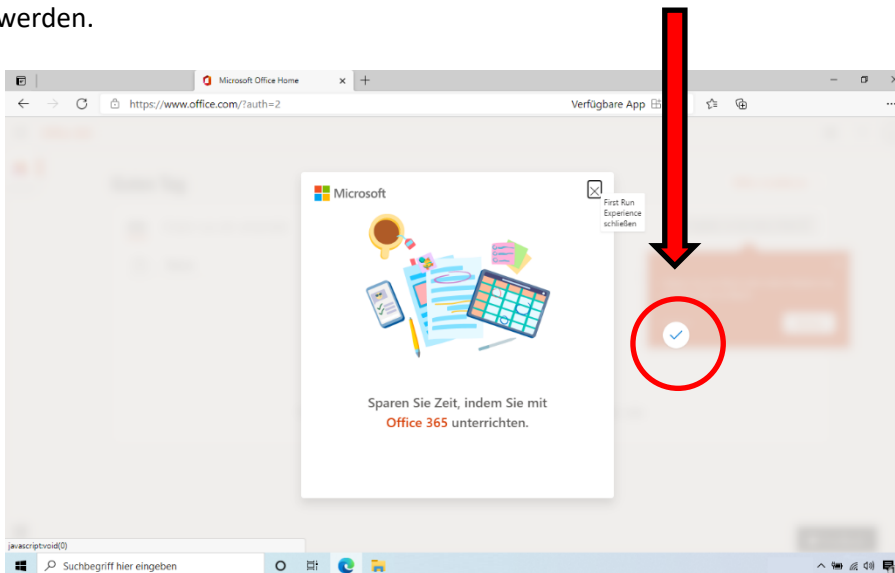 werden.
Microsoft Office Home
https://www.office.com/?auth=2
Verfügbare App
Microsoft
First Run
Experience
schließen
Sparen Sie Zeit, indem Sie mit
Office 365 unterrichten.
javascript:void(0)
Suchbegriff hier eingeben